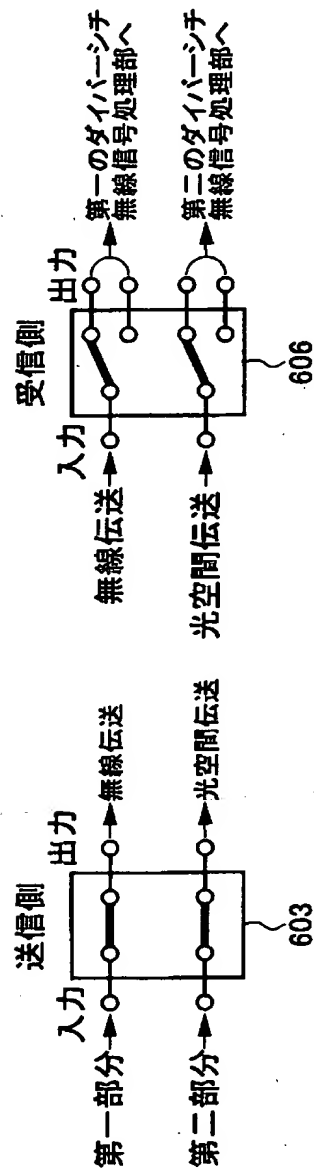 送信側
入力
出力
第一部分
無線伝送
第二部分
光空間伝送
603
受信側
入力
出力
無線伝送
第一のダイバーシチ
無線信号処理部へ
光空間伝送
第二のダイバーシチ
無線信号処理部へ
606